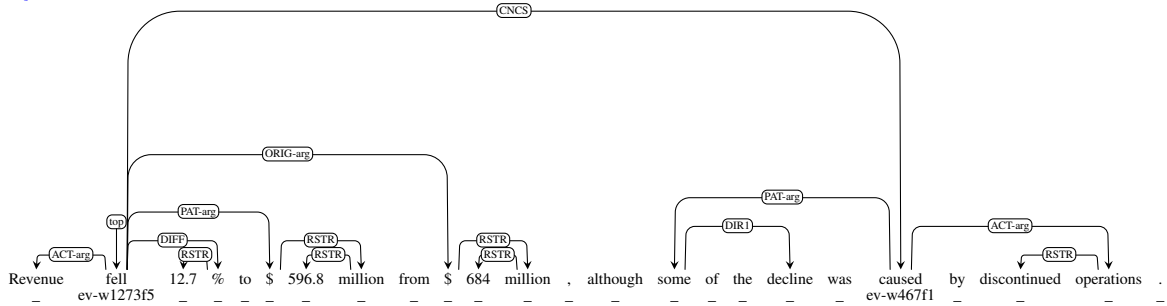 CNCS
ORIG-arg
PAT-arg
top
PAT-arg
DIR1
ACT-arg
DIFF
RSTR
RSTR
ACT-arg
RSTR
RSTR
RSTR
RSTR
Revenue fell 12.7 % to $ 596.8 million from $ 684 million , although some of the decline was caused by discontinued operations .
_ ev-w1273f5 _ _ _ _ _ _ _ _ _ _ _ _ _ _ _ _ _ ev-w467f1 _ _ _ _